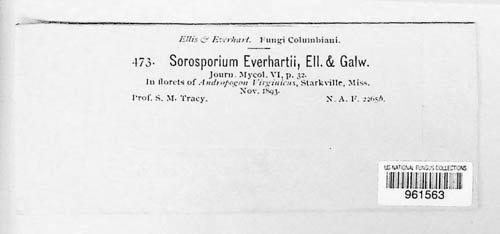 Ellis & Everhart. Fungi Columbiani.
473. Sorosporium Everhartii, Ell. & Galw.
Journ. Mycol. VI, p. 32.
In florets of Andropogon Virginicus, Starkville, Miss.
Nov. 1893.
Prof. S. M. Tracy. N. A. F. 2265b.
US NATIONAL FUNGUS COLLECTIONS
961563